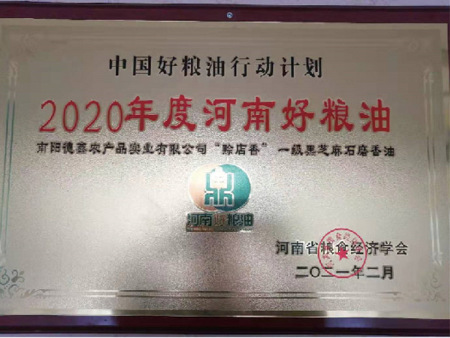 中国好粮油行动计划
2020年度河南好粮油
南阳德鑫农产品实业有限公司“赊店香”一级黑芝麻石磨香油
河南好粮油
河南省粮食经济学会
二〇二一年二月